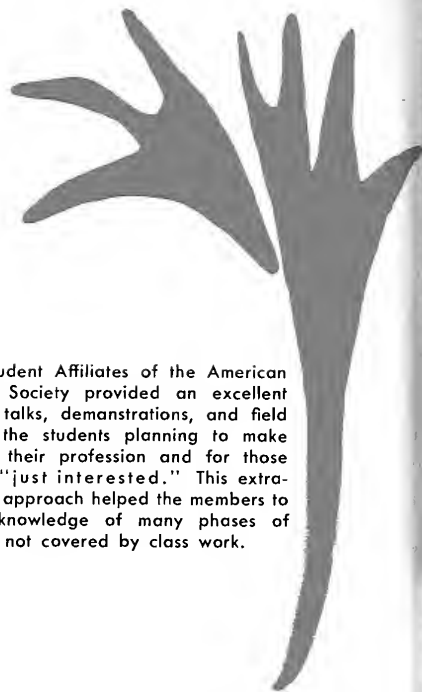 udent Affiliates of the American
Society provided an excellent
talks, demanstrations, and field
the students planning to make
their profession and for those
"just interested." This extra-
approach helped the members to
knowledge of many phases of
not covered by class work.